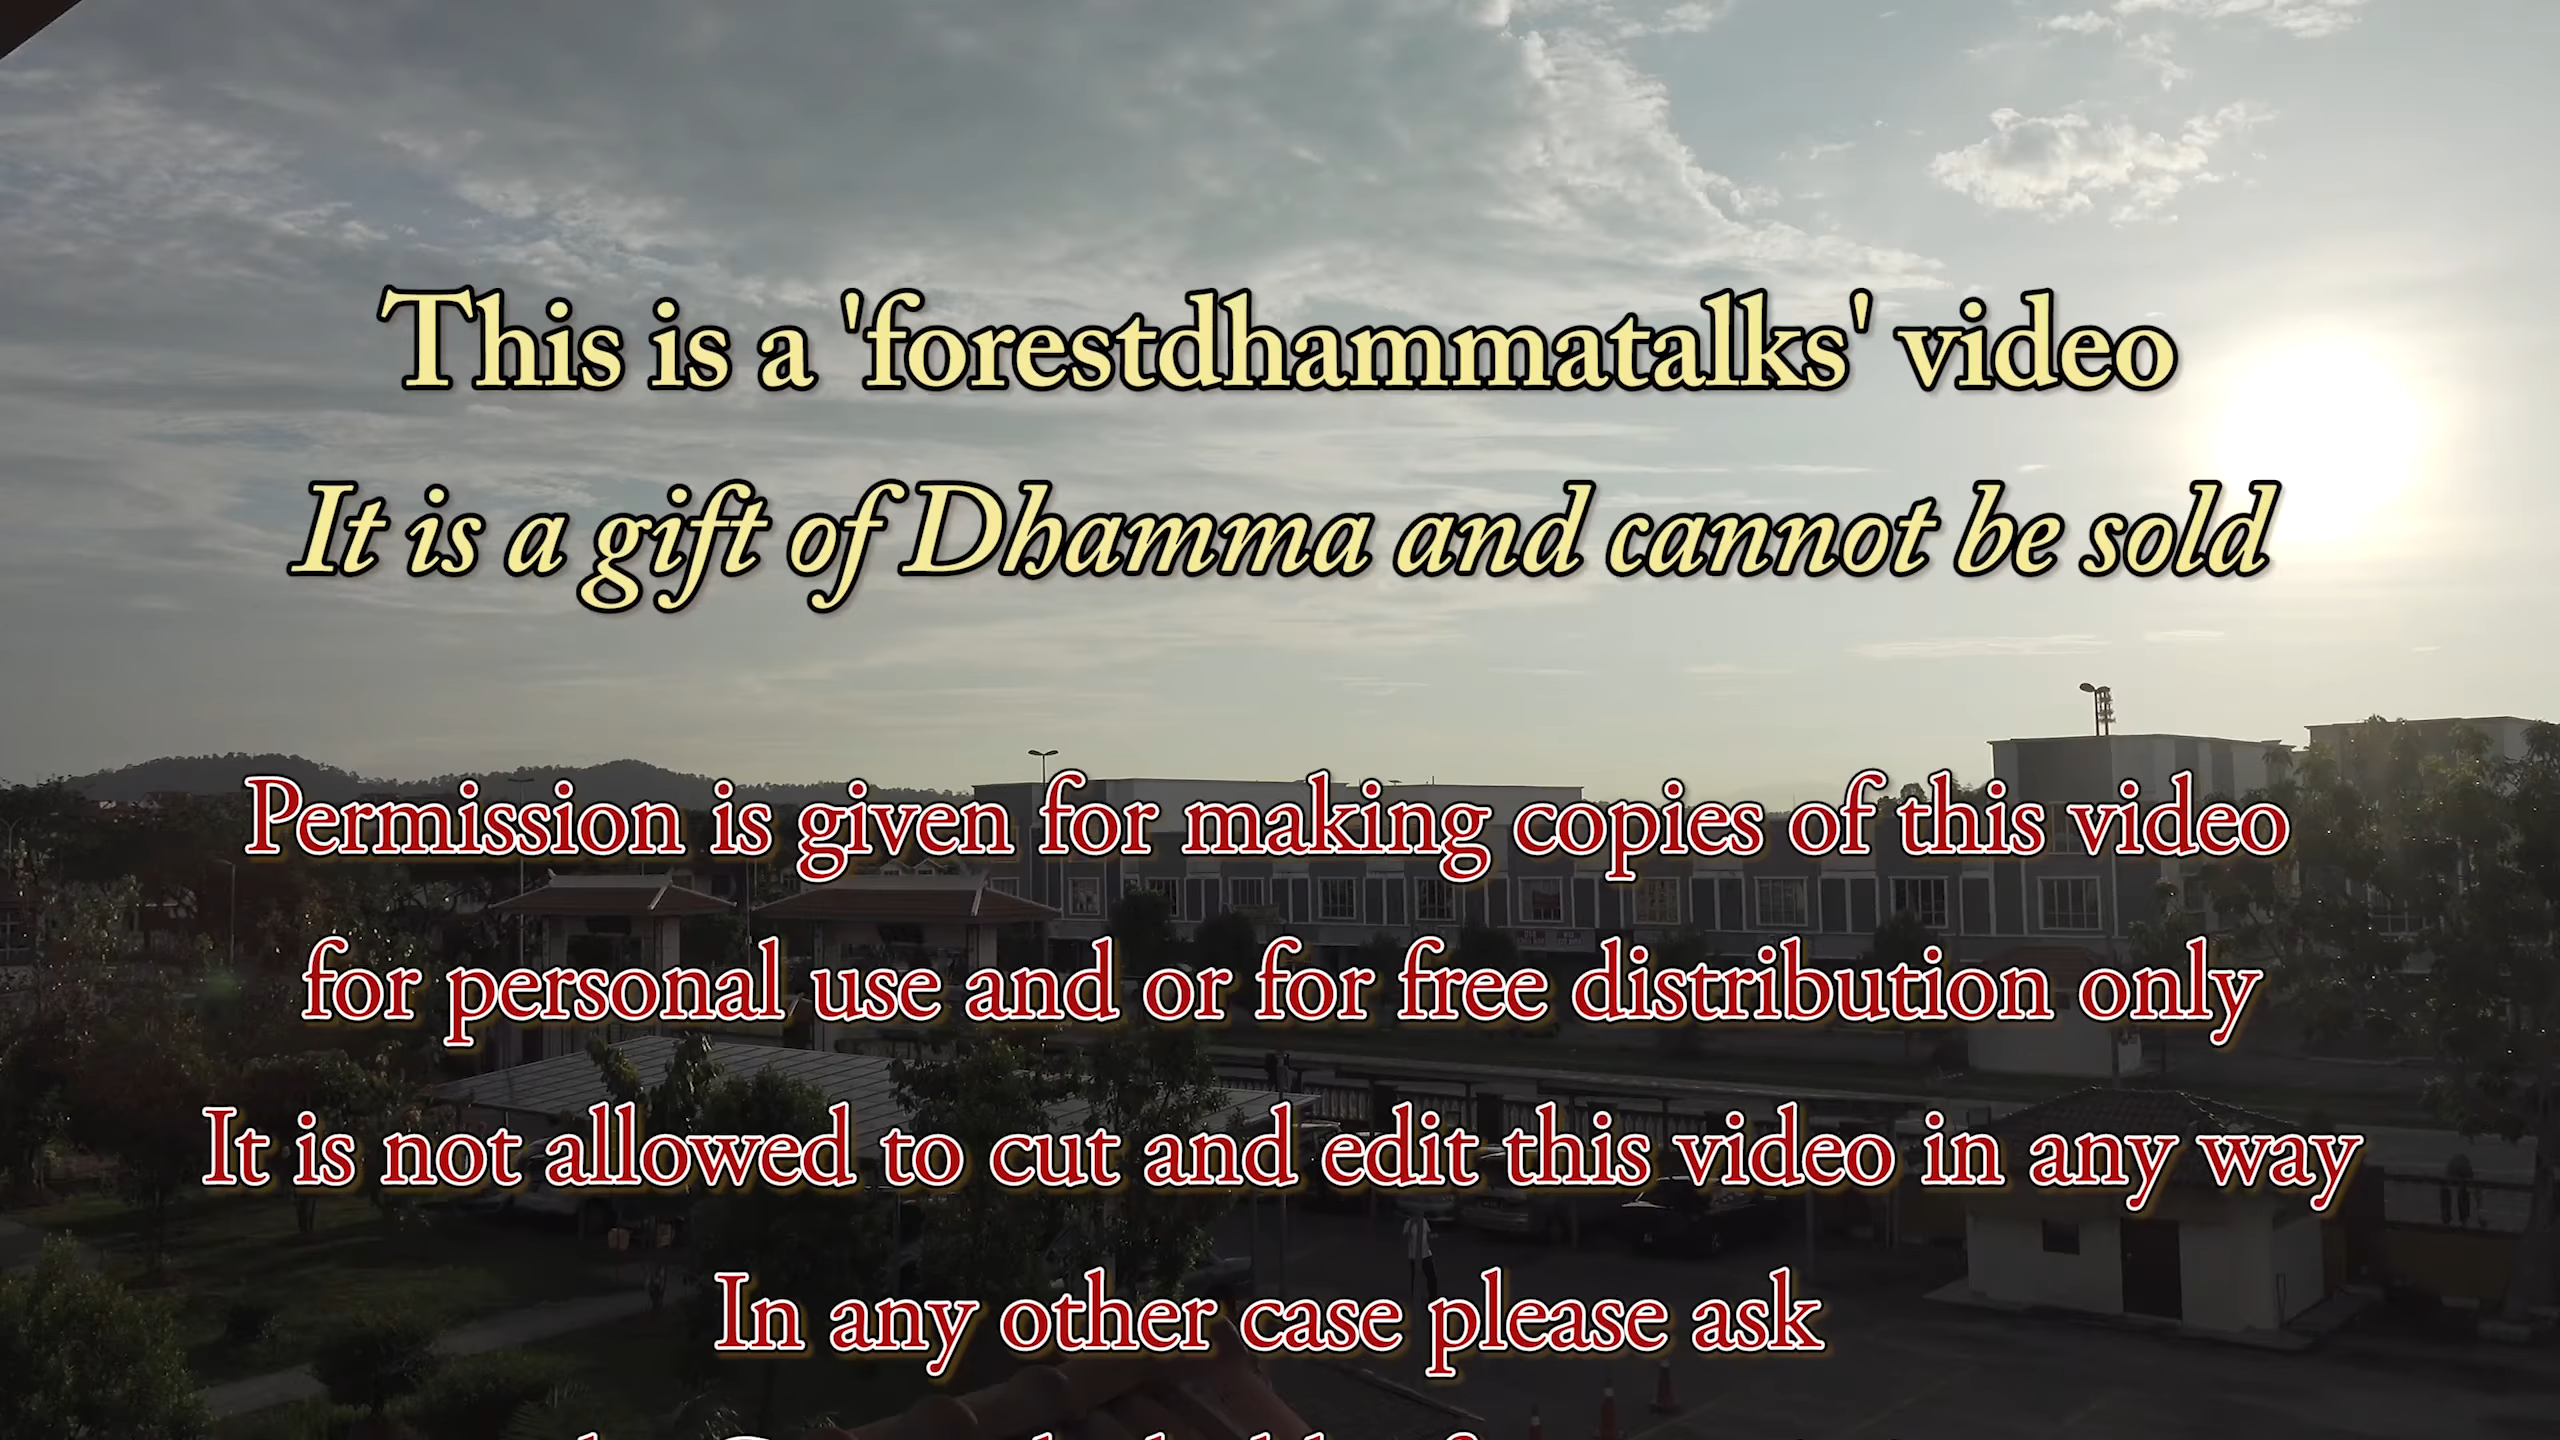 This is a 'forestdhammatalks' video
It is a gift of Dhamma and cannot be sold
Permission is given for making copies of this video
for personal use and or for free distribution only
It is not allowed to cut and edit this video in any way
In any other case please ask